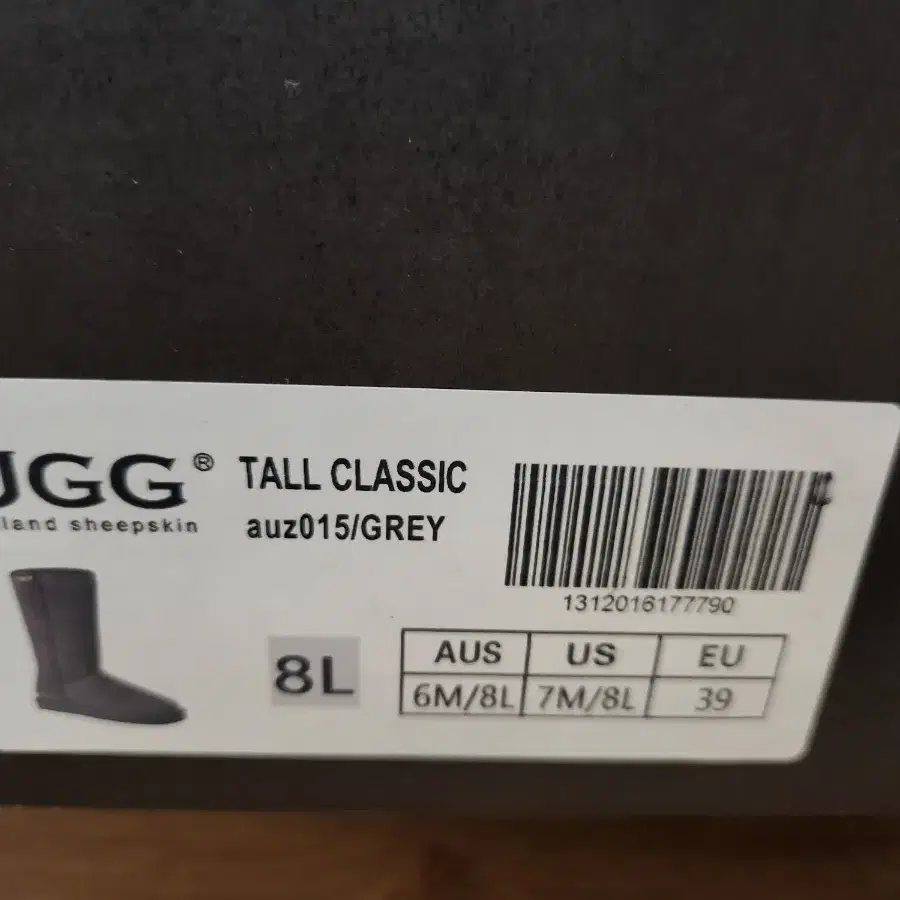 UGG®
land sheepskin
TALL CLASSIC
auz015/GREY
1312016177790
8L
AUS US EU
6M/8L 7M/8L 39